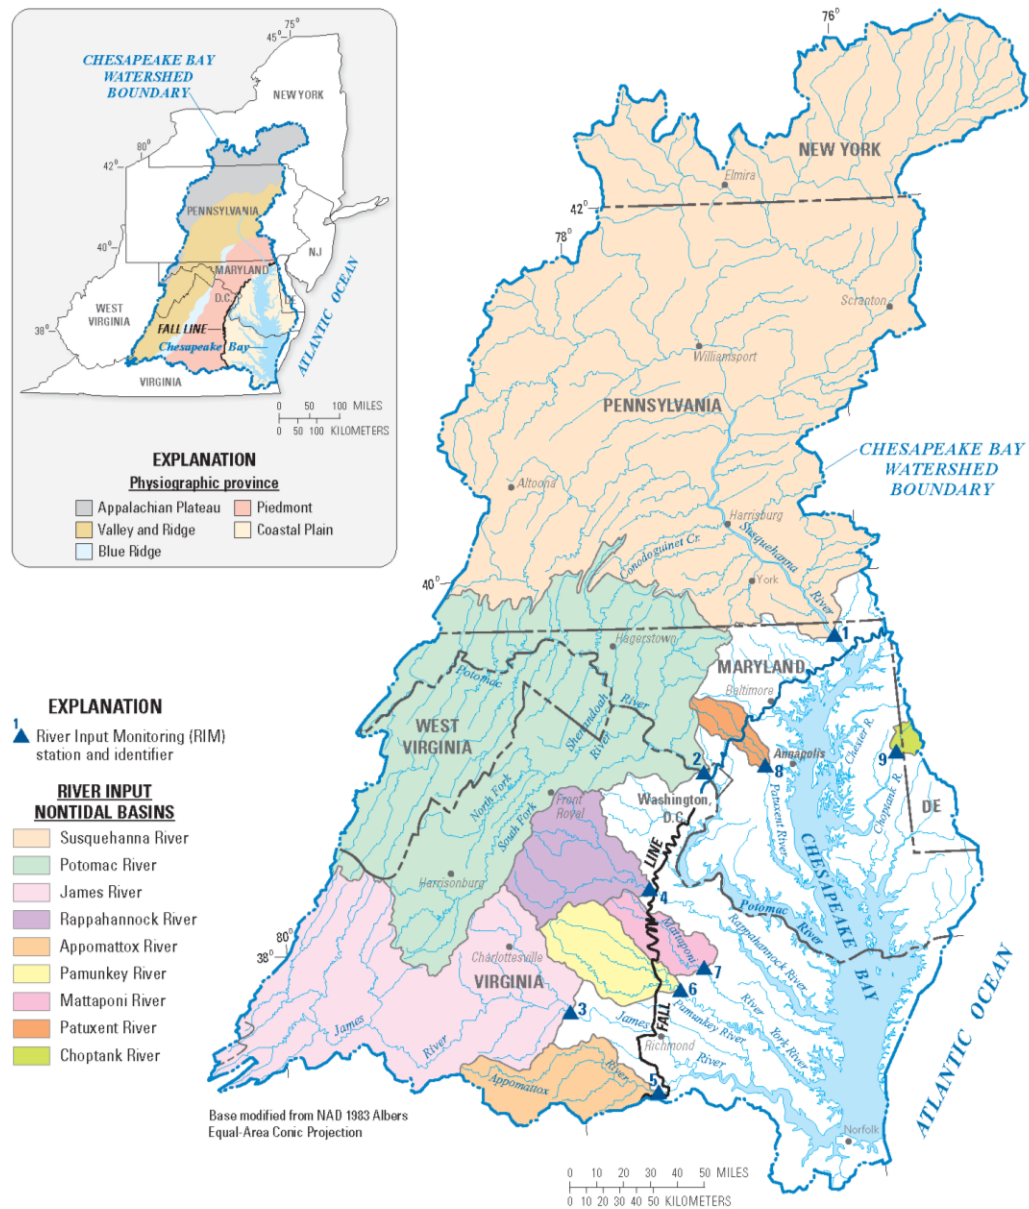 75°
45°
CHESAPEAKE BAY
WATERSHED
BOUNDARY
NEW YORK
80°
42°
PENNSYLVANIA
40°
N.J
MARYLAND
D.C.
DE
WEST
VIRGINIA
38°
FALL LINE
Chesapeake Bay
ATLANTIC OCEAN
VIRGINIA
0 50 100 MILES
0 50 100 KILOMETERS
EXPLANATION
Physiographic province
Appalachian Plateau
Piedmont
Valley and Ridge
Coastal Plain
Blue Ridge
76°
NEW YORK
Elmira
42°
78°
Scranton
Williamsport
PENNSYLVANIA
CHESAPEAKE BAY
WATERSHED
BOUNDARY
Altoona
Harrisburg
Susquehanna
River
Conodoguinet Cr.
York
40°
1
Hagerstown
MARYLAND
Baltimore
Potomac
River
WEST
VIRGINIA
Shenandoah
River
2
8
Annapolis
Chester R.
9
Choptank R.
DE
North Fork
South Fork
Front
Royal
Washington,
D.C.
Patuxent River
CHESAPEAKE
BAY
Harrisonburg
FALL
LINE
4
Potomac
River
Rappahannock River
80°
38°
Charlottesville
VIRGINIA
Mattaponi
7
6
River
Pamunkey River
York River
3
James
River
James
River
Richmond
Appomattox
River
5
Norfolk
ATLANTIC OCEAN
EXPLANATION
1
River Input Monitoring (RIM)
station and identifier
RIVER INPUT
NONTIDAL BASINS
Susquehanna River
Potomac River
James River
Rappahannock River
Appomattox River
Pamunkey River
Mattaponi River
Patuxent River
Choptank River
Base modified from NAD 1983 Albers
Equal-Area Conic Projection
0 10 20 30 40 50 MILES
0 10 20 30 40 50 KILOMETERS